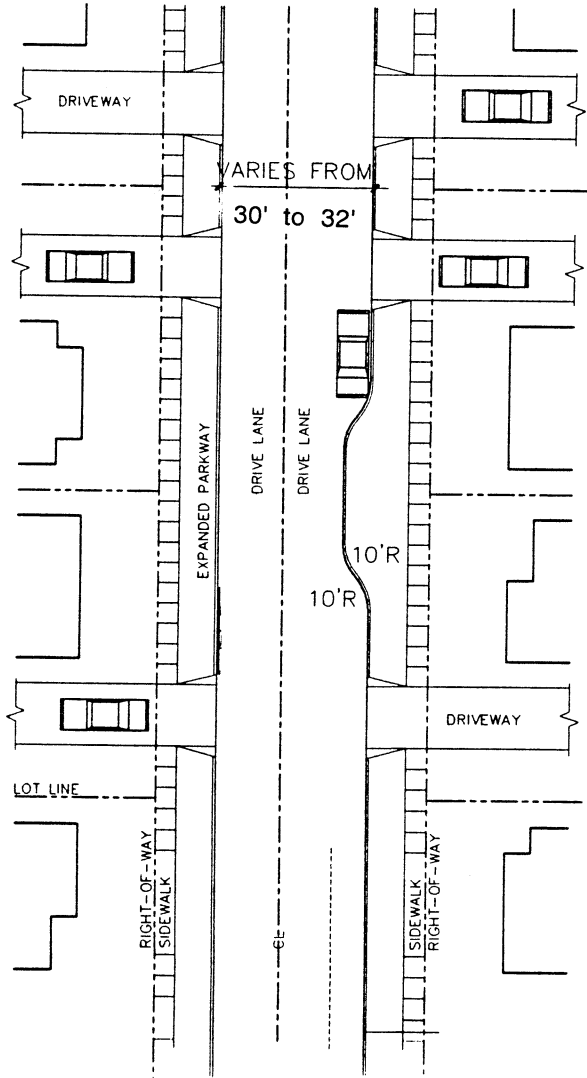 DRIVEWAY
VARIES FROM
30' to 32'
EXPANDED PARKWAY
DRIVE LANE
DRIVE LANE
10'R
10'R
DRIVEWAY
LOT LINE
RIGHT-OF-WAY
SIDEWALK
CL
SIDEWALK
RIGHT-OF-WAY